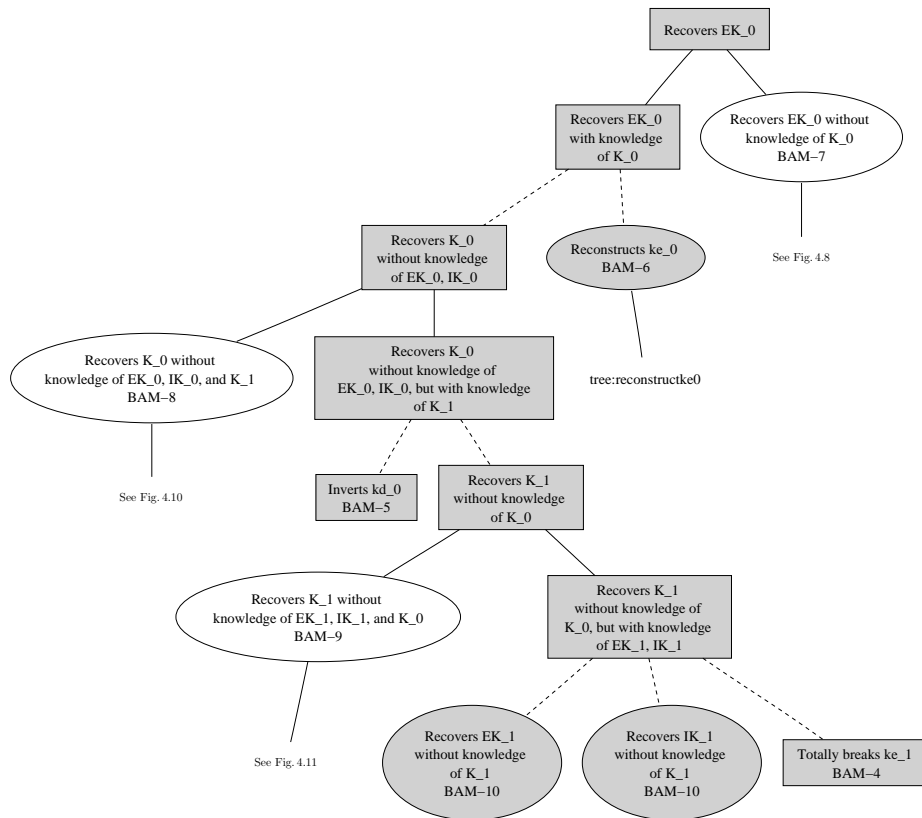 Recovers EK_0
Recovers EK_0
with knowledge
of K_0
Recovers EK_0 without
knowledge of K_0
BAM−7
Recovers K_0
without knowledge
of EK_0, IK_0
Reconstructs ke_0
BAM−6
See Fig. 4.8
Recovers K_0 without
knowledge of EK_0, IK_0, and K_1
BAM−8
Recovers K_0
without knowledge of
EK_0, IK_0, but with knowledge
of K_1
tree:reconstructke0
See Fig. 4.10
Inverts kd_0
BAM−5
Recovers K_1
without knowledge
of K_0
Recovers K_1 without
knowledge of EK_1, IK_1, and K_0
BAM−9
Recovers K_1
without knowledge of
K_0, but with knowledge
of EK_1, IK_1
See Fig. 4.11
Recovers EK_1
without knowledge
of K_1
BAM−10
Recovers IK_1
without knowledge
of K_1
BAM−10
Totally breaks ke_1
BAM−4